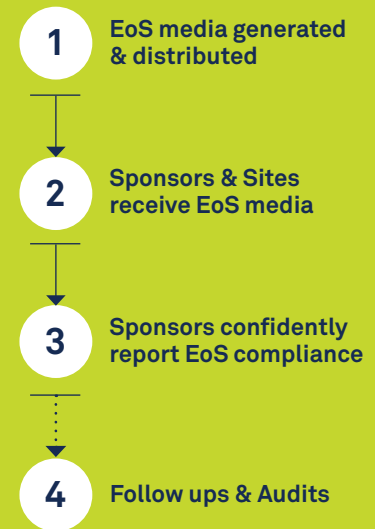 1
EoS media generated
& distributed
2
Sponsors & Sites
receive EoS media
3
Sponsors confidently
report EoS compliance
4
Follow ups & Audits